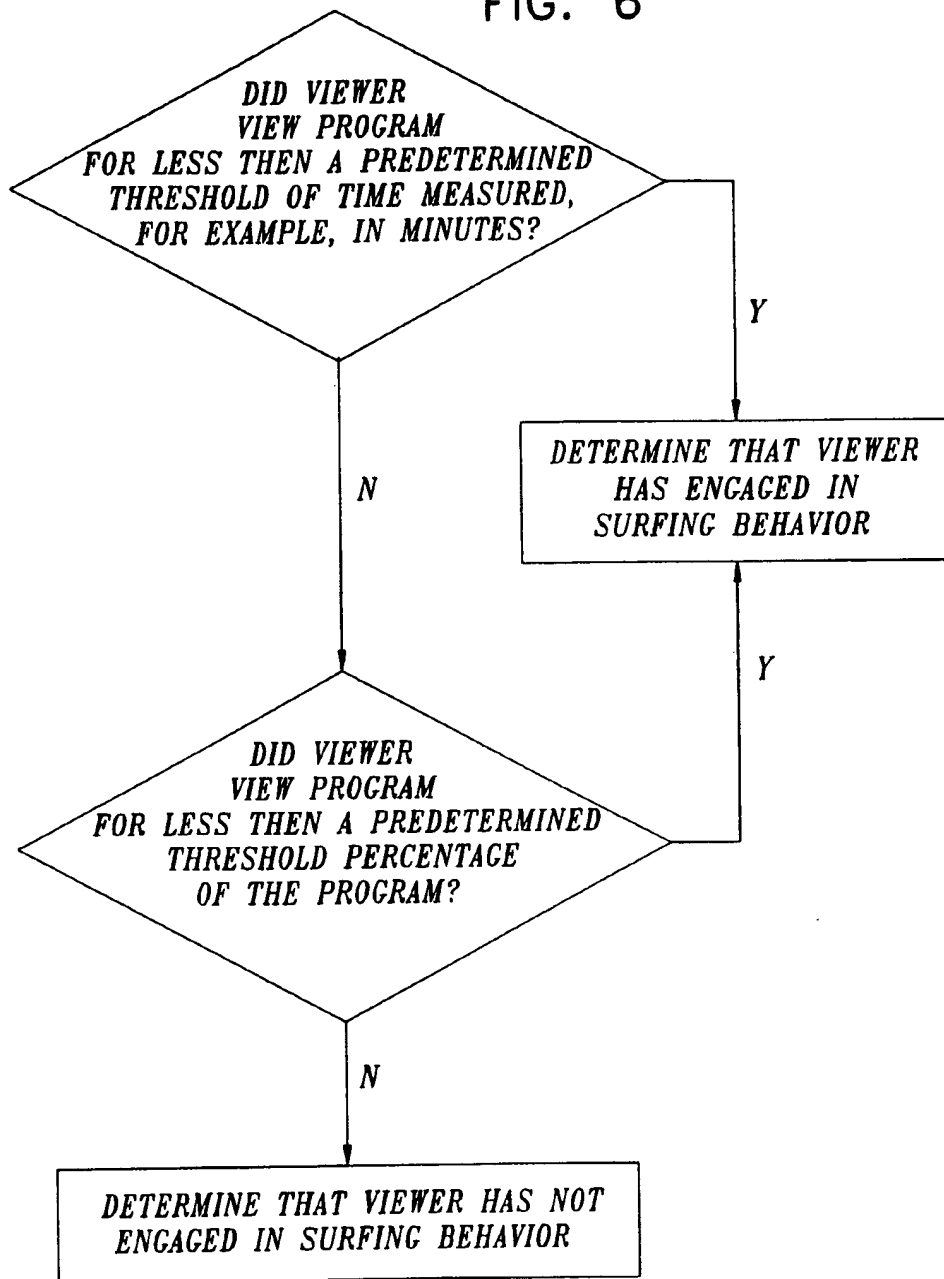 FIG. 6
DID VIEWER
VIEW PROGRAM
FOR LESS THEN A PREDETERMINED
THRESHOLD OF TIME MEASURED,
FOR EXAMPLE, IN MINUTES?
Y
N
DETERMINE THAT VIEWER
HAS ENGAGED IN
SURFING BEHAVIOR
Y
DID VIEWER
VIEW PROGRAM
FOR LESS THEN A PREDETERMINED
THRESHOLD PERCENTAGE
OF THE PROGRAM?
N
DETERMINE THAT VIEWER HAS NOT
ENGAGED IN SURFING BEHAVIOR